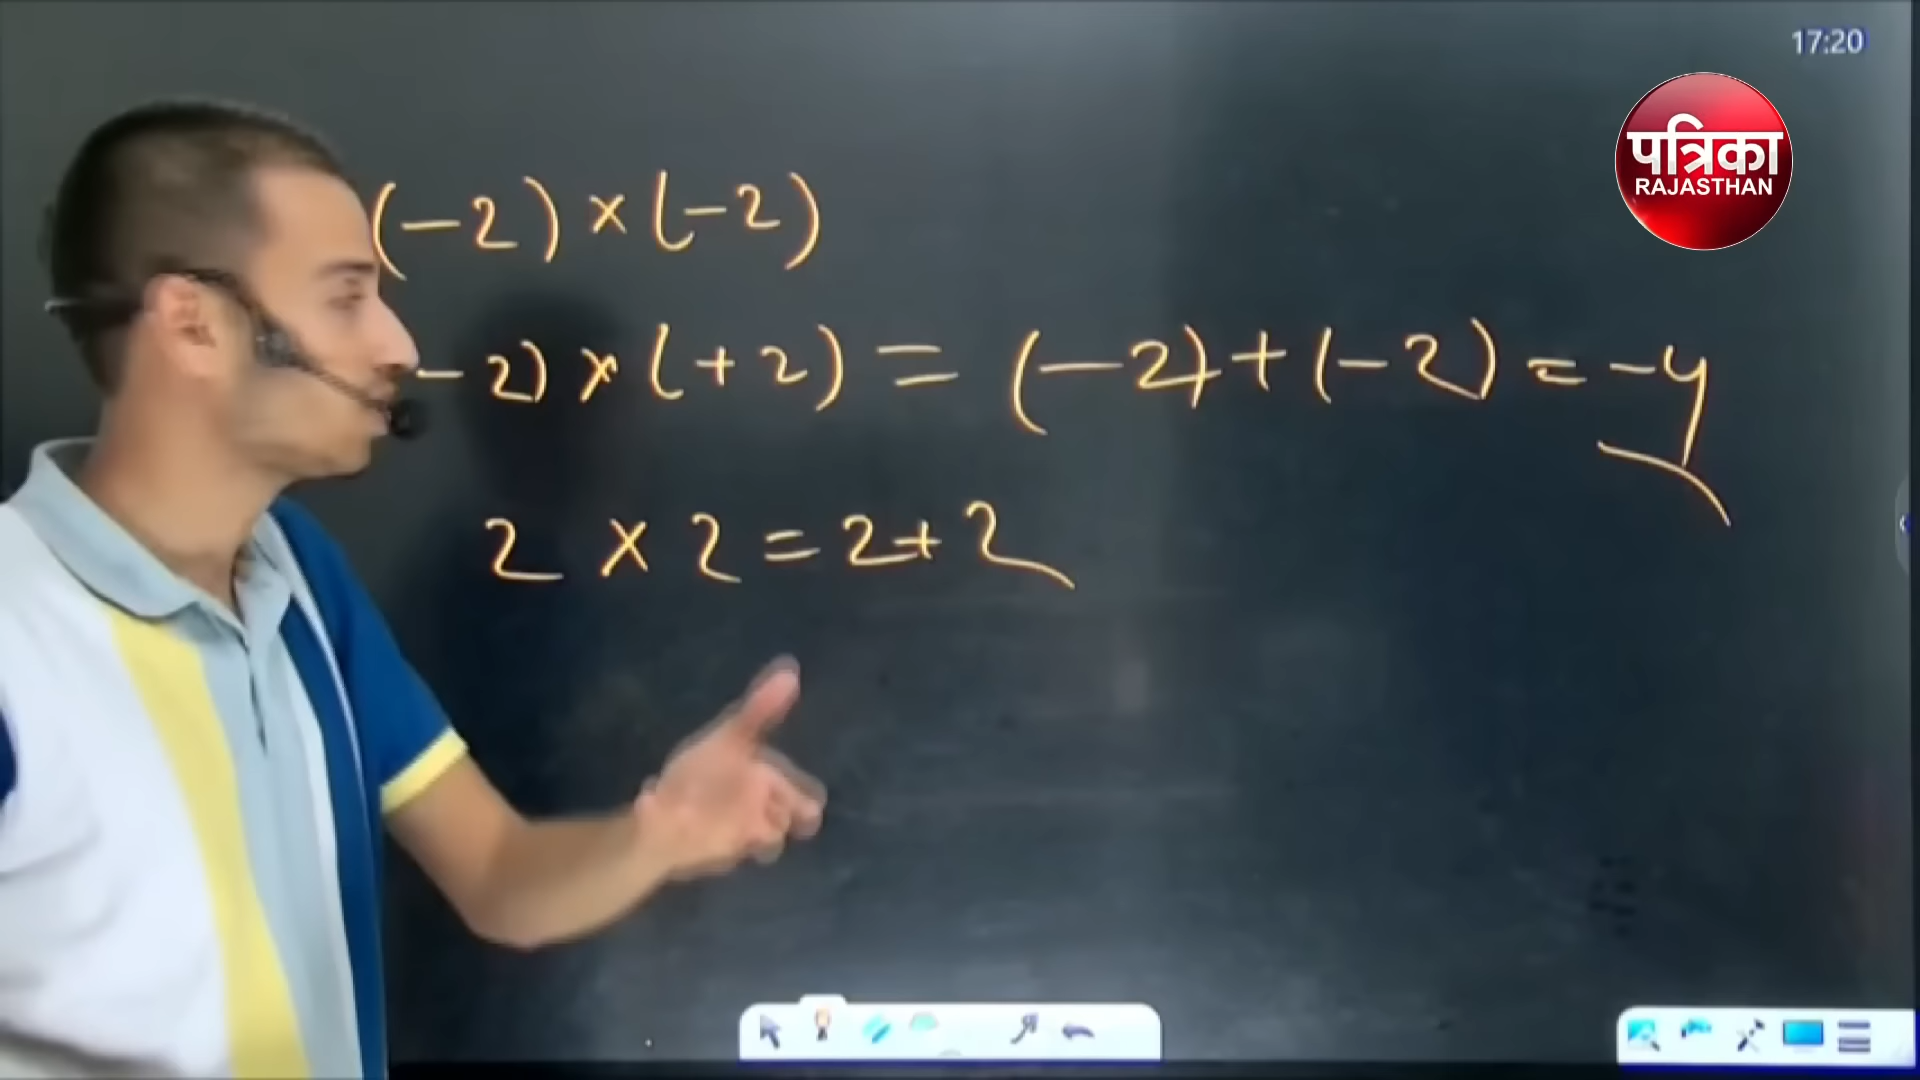 17:20
पत्रिका
RAJASTHAN
(-2) × (-2)
-2) × (+2) = (-2) + (-2) = -4
2 × 2 = 2 + 2